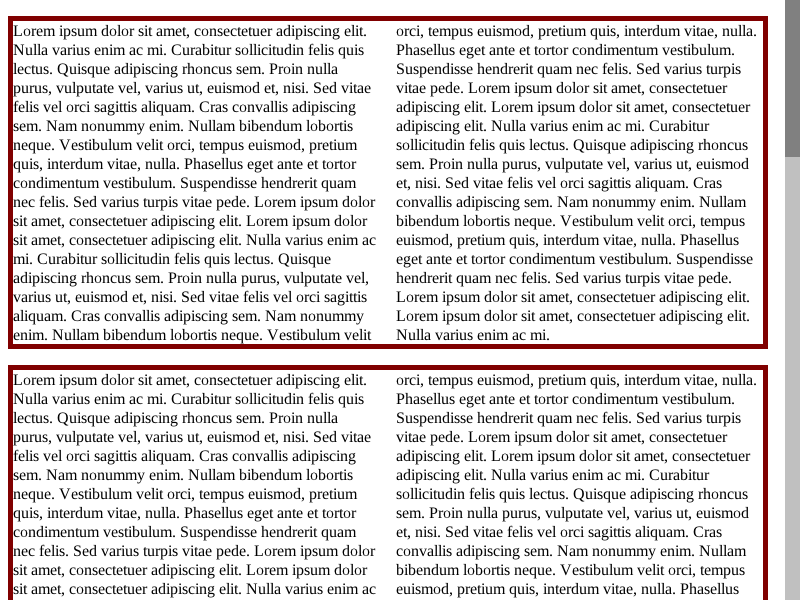 Lorem ipsum dolor sit amet, consectetuer adipiscing elit.
Nulla varius enim ac mi. Curabitur sollicitudin felis quis
lectus. Quisque adipiscing rhoncus sem. Proin nulla
purus, vulputate vel, varius ut, euismod et, nisi. Sed vitae
felis vel orci sagittis aliquam. Cras convallis adipiscing
sem. Nam nonummy enim. Nullam bibendum lobortis
neque. Vestibulum velit orci, tempus euismod, pretium
quis, interdum vitae, nulla. Phasellus eget ante et tortor
condimentum vestibulum. Suspendisse hendrerit quam
nec felis. Sed varius turpis vitae pede. Lorem ipsum dolor
sit amet, consectetuer adipiscing elit. Lorem ipsum dolor
sit amet, consectetuer adipiscing elit. Nulla varius enim ac
mi. Curabitur sollicitudin felis quis lectus. Quisque
adipiscing rhoncus sem. Proin nulla purus, vulputate vel,
varius ut, euismod et, nisi. Sed vitae felis vel orci sagittis
aliquam. Cras convallis adipiscing sem. Nam nonummy
enim. Nullam bibendum lobortis neque. Vestibulum velit
orci, tempus euismod, pretium quis, interdum vitae, nulla.
Phasellus eget ante et tortor condimentum vestibulum.
Suspendisse hendrerit quam nec felis. Sed varius turpis
vitae pede. Lorem ipsum dolor sit amet, consectetuer
adipiscing elit. Lorem ipsum dolor sit amet, consectetuer
adipiscing elit. Nulla varius enim ac mi. Curabitur
sollicitudin felis quis lectus. Quisque adipiscing rhoncus
sem. Proin nulla purus, vulputate vel, varius ut, euismod
et, nisi. Sed vitae felis vel orci sagittis aliquam. Cras
convallis adipiscing sem. Nam nonummy enim. Nullam
bibendum lobortis neque. Vestibulum velit orci, tempus
euismod, pretium quis, interdum vitae, nulla. Phasellus
eget ante et tortor condimentum vestibulum. Suspendisse
hendrerit quam nec felis. Sed varius turpis vitae pede.
Lorem ipsum dolor sit amet, consectetuer adipiscing elit.
Lorem ipsum dolor sit amet, consectetuer adipiscing elit.
Nulla varius enim ac mi.
Lorem ipsum dolor sit amet, consectetuer adipiscing elit.
Nulla varius enim ac mi. Curabitur sollicitudin felis quis
lectus. Quisque adipiscing rhoncus sem. Proin nulla
purus, vulputate vel, varius ut, euismod et, nisi. Sed vitae
felis vel orci sagittis aliquam. Cras convallis adipiscing
sem. Nam nonummy enim. Nullam bibendum lobortis
neque. Vestibulum velit orci, tempus euismod, pretium
quis, interdum vitae, nulla. Phasellus eget ante et tortor
condimentum vestibulum. Suspendisse hendrerit quam
nec felis. Sed varius turpis vitae pede. Lorem ipsum dolor
sit amet, consectetuer adipiscing elit. Lorem ipsum dolor
sit amet, consectetuer adipiscing elit. Nulla varius enim ac
orci, tempus euismod, pretium quis, interdum vitae, nulla.
Phasellus eget ante et tortor condimentum vestibulum.
Suspendisse hendrerit quam nec felis. Sed varius turpis
vitae pede. Lorem ipsum dolor sit amet, consectetuer
adipiscing elit. Lorem ipsum dolor sit amet, consectetuer
adipiscing elit. Nulla varius enim ac mi. Curabitur
sollicitudin felis quis lectus. Quisque adipiscing rhoncus
sem. Proin nulla purus, vulputate vel, varius ut, euismod
et, nisi. Sed vitae felis vel orci sagittis aliquam. Cras
convallis adipiscing sem. Nam nonummy enim. Nullam
bibendum lobortis neque. Vestibulum velit orci, tempus
euismod, pretium quis, interdum vitae, nulla. Phasellus